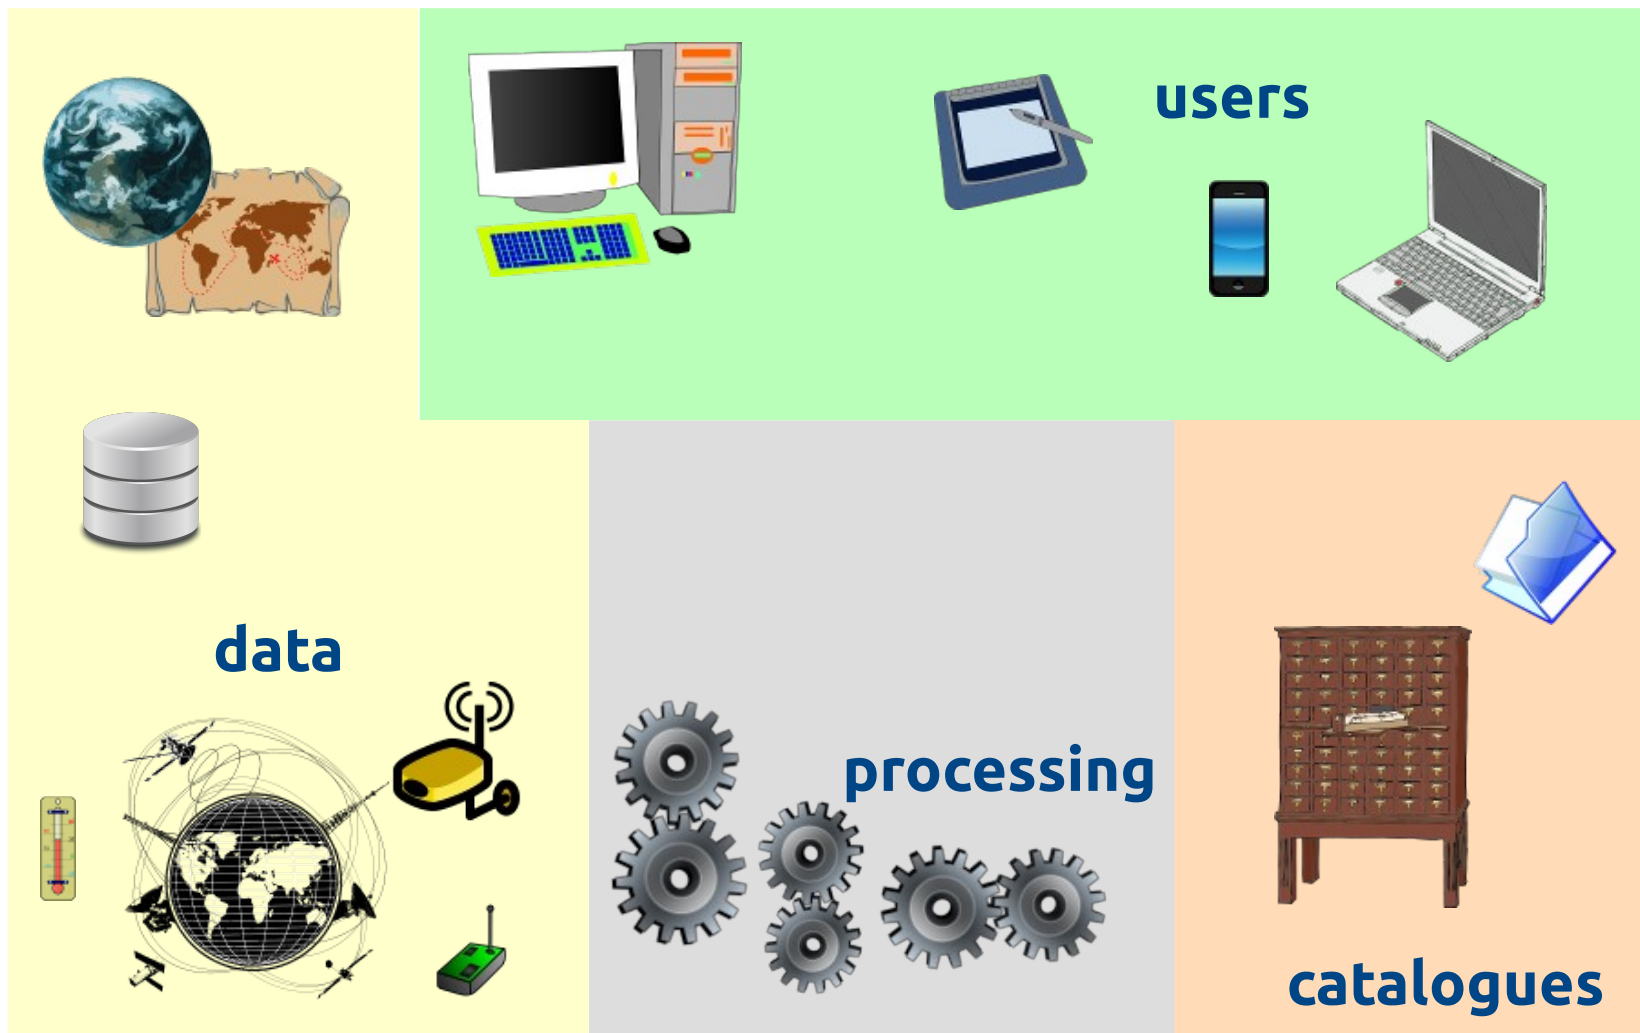 users
data
processing
catalogues